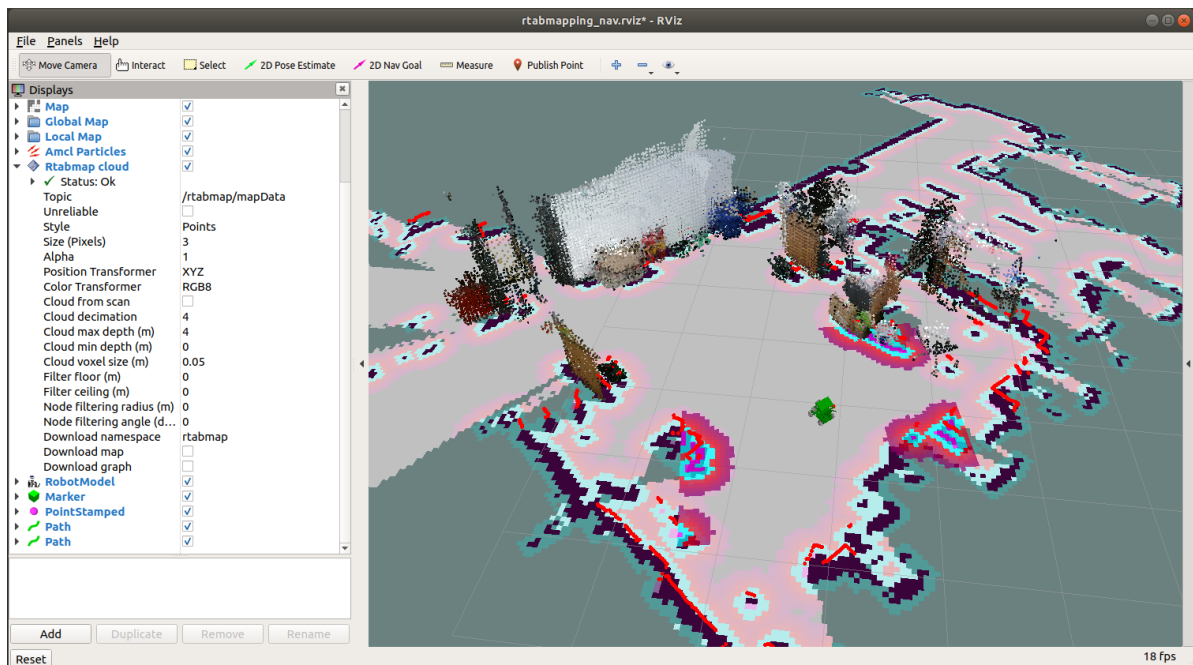 rtabmapping_nav.rviz* - RViz
File Panels Help
Move Camera Interact Select 2D Pose Estimate 2D Nav Goal Measure Publish Point
Displays
Map
Global Map
Local Map
Amcl Particles
Rtabmap cloud
Status: Ok
Topic /rtabmap/mapData
Unreliable
Style Points
Size (Pixels) 3
Alpha 1
Position Transformer XYZ
Color Transformer RGB8
Cloud from scan
Cloud decimation 4
Cloud max depth (m) 4
Cloud min depth (m) 0
Cloud voxel size (m) 0.05
Filter floor (m) 0
Filter ceiling (m) 0
Node filtering radius (m) 0
Node filtering angle (d... 0
Download namespace rtabmap
Download map
Download graph
RobotModel
Marker
PointStamped
Path
Path
Add Duplicate Remove Rename
Reset 18 fps